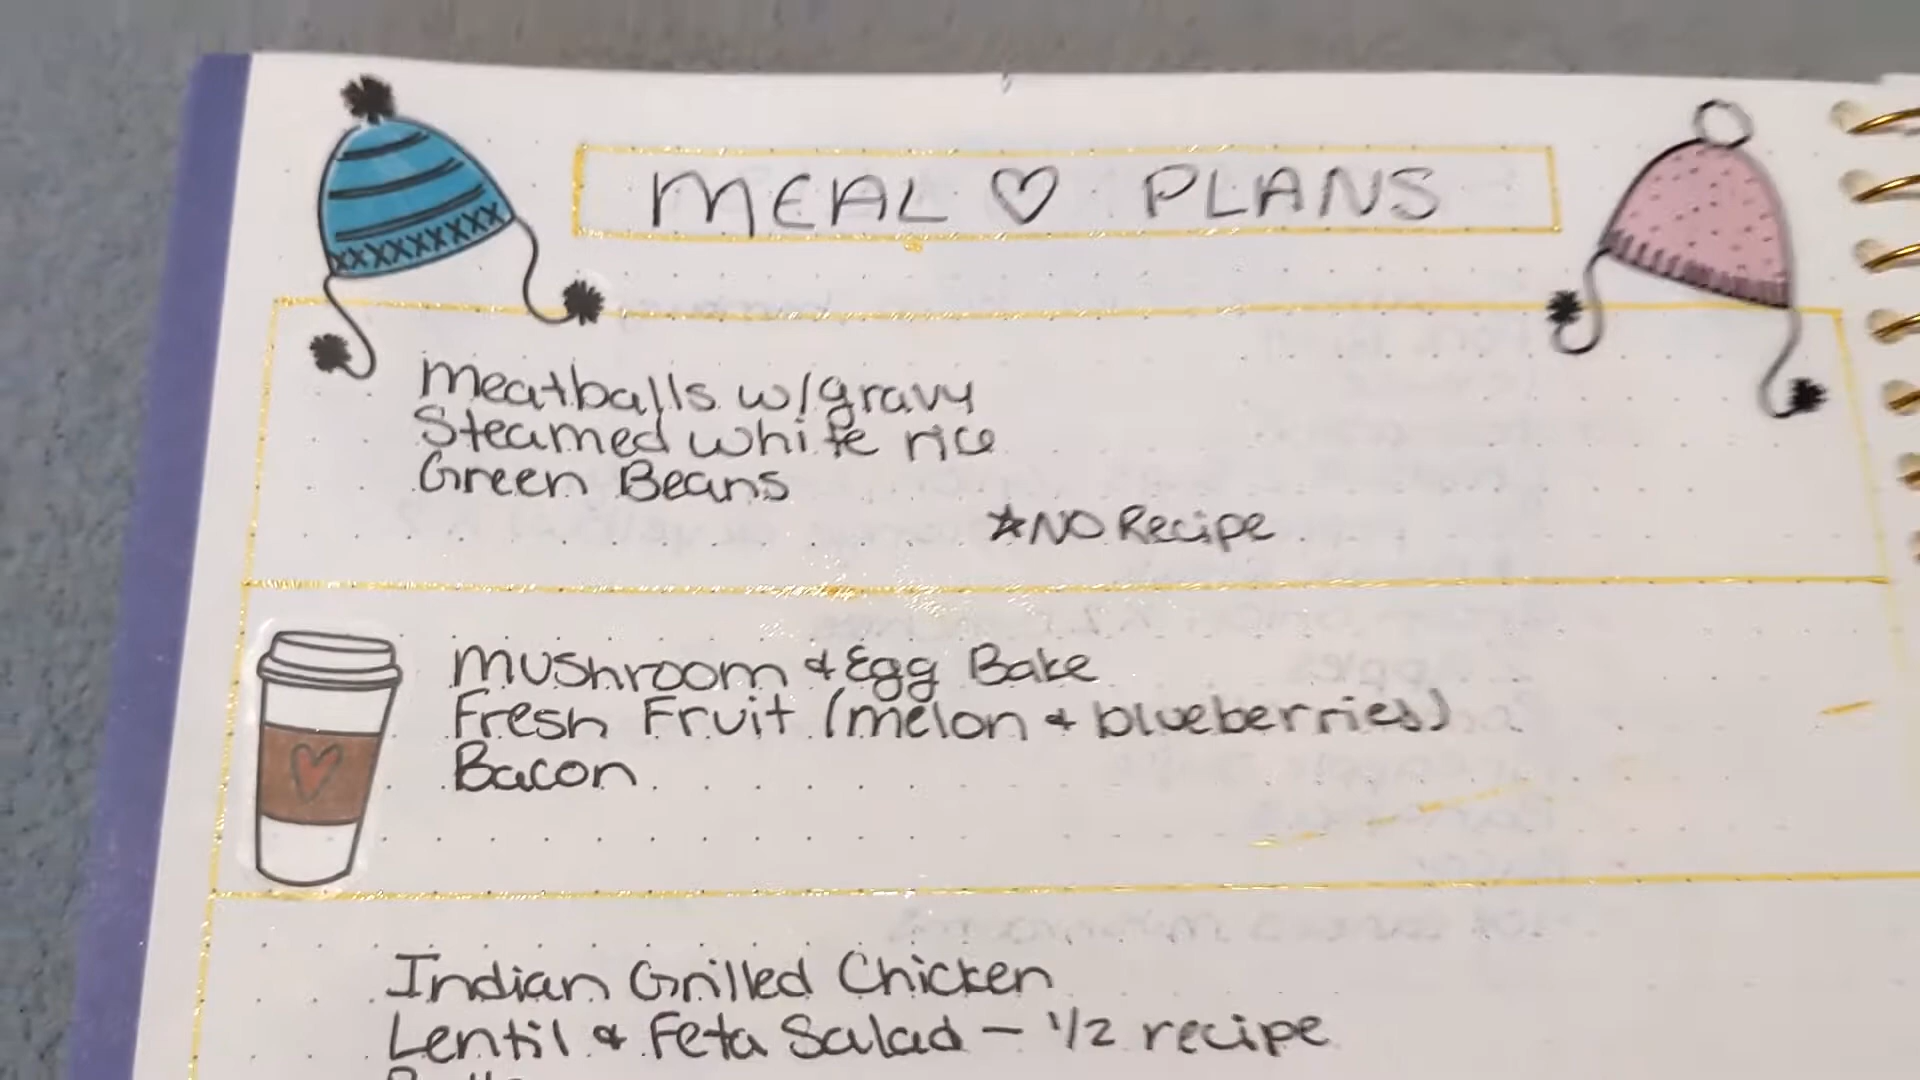 MEAL ♡ PLANS
Meatballs w/gravy
Steamed white rice
Green Beans
☆NO Recipe
Mushroom & Egg Bake
Fresh Fruit (melon & blueberries)
Bacon
Indian Grilled Chicken
Lentil & Feta Salad – 1/2 recipe